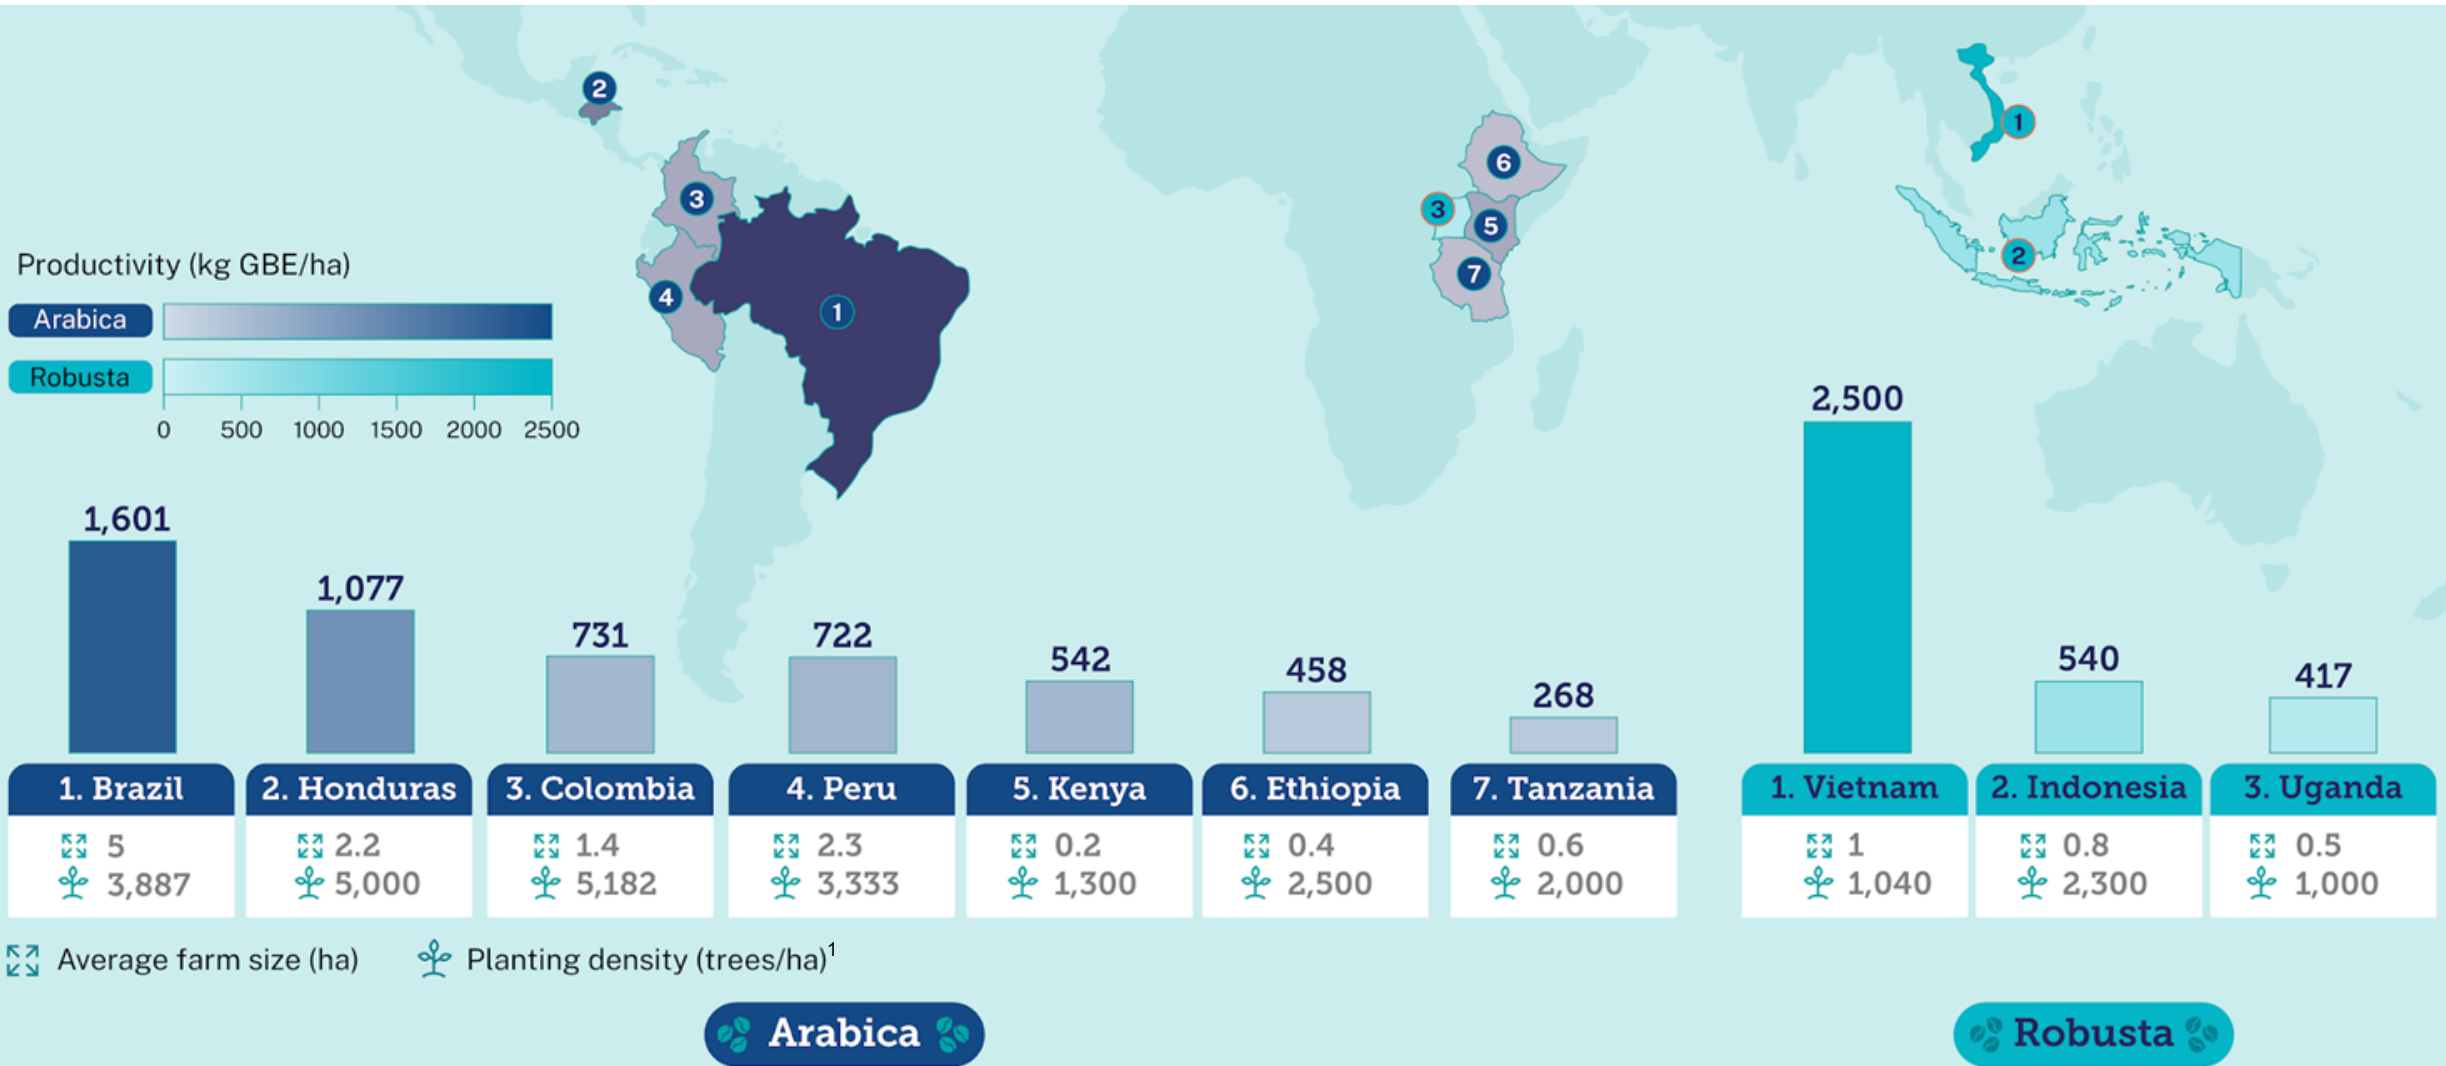 2
3
1
4
6
3
5
7
1
2
Productivity (kg GBE/ha)
Arabica
Robusta
0 500 1000 1500 2000 2500
1,601
1,077
731
722
542
458
268
2,500
540
417
1. Brazil
5
3,887
2. Honduras
2.2
5,000
3. Colombia
1.4
5,182
4. Peru
2.3
3,333
5. Kenya
0.2
1,300
6. Ethiopia
0.4
2,500
7. Tanzania
0.6
2,000
1. Vietnam
1
1,040
2. Indonesia
0.8
2,300
3. Uganda
0.5
1,000
Average farm size (ha)
Planting density (trees/ha)¹
Arabica
Robusta